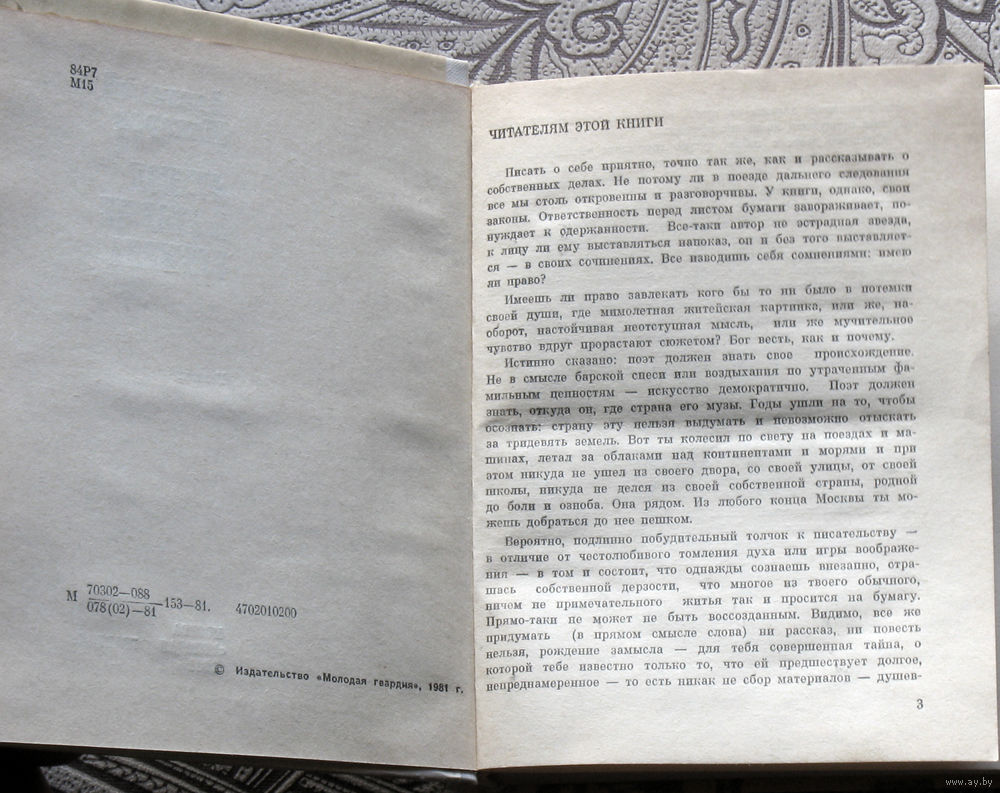 84Р7
М15
М 70302—088
078(02)—81 153—81. 4702010200
© Издательство «Молодая гвардия», 1981 г.
ЧИТАТЕЛЯМ ЭТОЙ КНИГИ
Писать о себе приятно, точно так же, как и рассказывать о
собственных делах. Не потому ли в поезде дальнего следования
все мы столь откровенны и разговорчивы. У книги, однако, свои
законы. Ответственность перед листом бумаги завораживает, по-
нуждает к сдержанности. Все-таки автор не эстрадная звезда,
к лицу ли ему выставляться напоказ, он и без того выставляет-
ся — в своих сочинениях. Все изводишь себя сомнениями: имею
ли право?
Имеешь ли право завлекать кого бы то ни было в потемки
своей души, где мимолетная житейская картинка, или же, на-
оборот, настойчивая неотступная мысль, или же мучительное
чувство вдруг прорастают сюжетом? Бог весть, как и почему.
Истинно сказано: поэт должен знать свое происхождение.
Не в смысле барской спеси или воздыхания по утраченным фа-
мильным ценностям — искусство демократично. Поэт должен
знать, откуда он, где страна его музы. Годы ушли на то, чтобы
осознать: страну эту нельзя выдумать и невозможно отыскать
за тридевять земель. Вот ты колесил по свету на поездах и ма-
шинах, летал за облаками над континентами и морями и при
этом никуда не ушел из своего двора, со своей улицы, от своей
школы, никуда не делся из своей собственной страны, родной
до боли и озноба. Она рядом. Из любого конца Москвы ты мо-
жешь добраться до нее пешком.
Вероятно, подлинно побудительный толчок к писательству —
в отличие от честолюбивого томления духа или игры воображе-
ния — в том и состоит, что однажды сознаешь внезапно, стра-
шась собственной дерзости, что многое из твоего обычного,
ничем не примечательного житья так и просится на бумагу.
Прямо-таки не может не быть воссозданным. Видимо, все же
придумать (в прямом смысле слова) ни рассказ, ни повесть
нельзя, рождение замысла — для тебя совершенная тайна, о
которой тебе известно только то, что ей предшествует долгое,
непреднамеренное — то есть никак не сбор материалов — душев-
3
www.ay.by